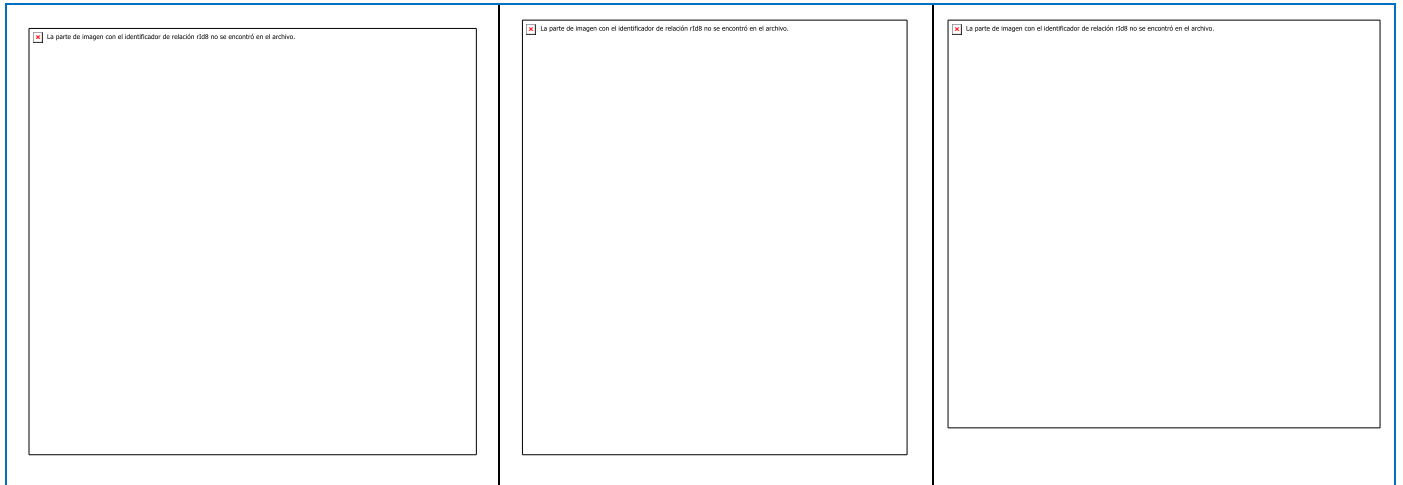 La parte de imagen con el identificador de relación rId8 no se encontró en el archivo.
La parte de imagen con el identificador de relación rId8 no se encontró en el archivo.
La parte de imagen con el identificador de relación rId8 no se encontró en el archivo.